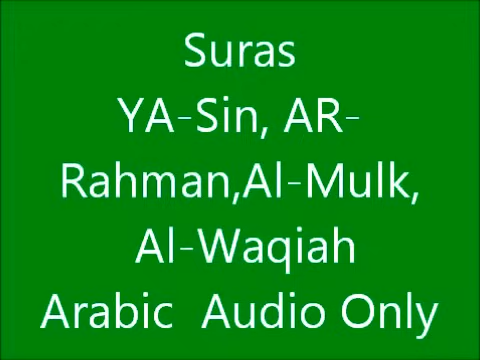 Suras
YA-Sin, AR-
Rahman,Al-Mulk,
Al-Waqiah
Arabic  Audio Only